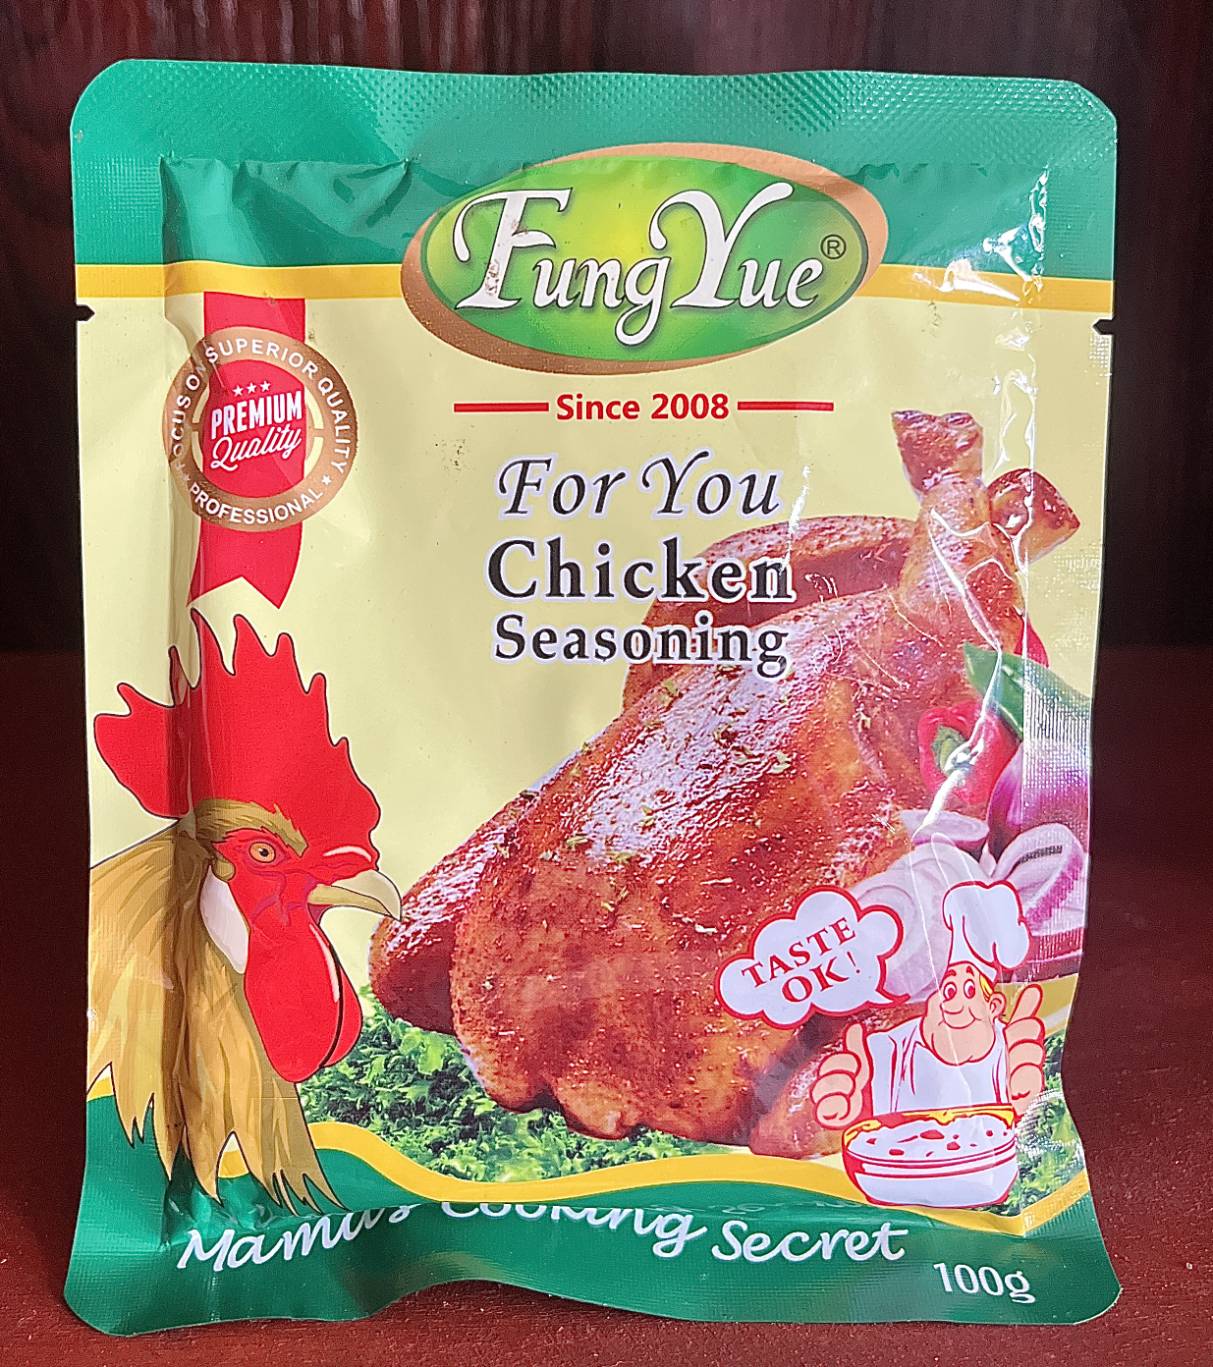 Fung Yue®
Since 2008
FOCUS ON SUPERIOR QUALITY
PREMIUM
Quality
PROFESSIONAL
For You
Chicken
Seasoning
TASTE
OK!
Mama's Cooking Secret
100g